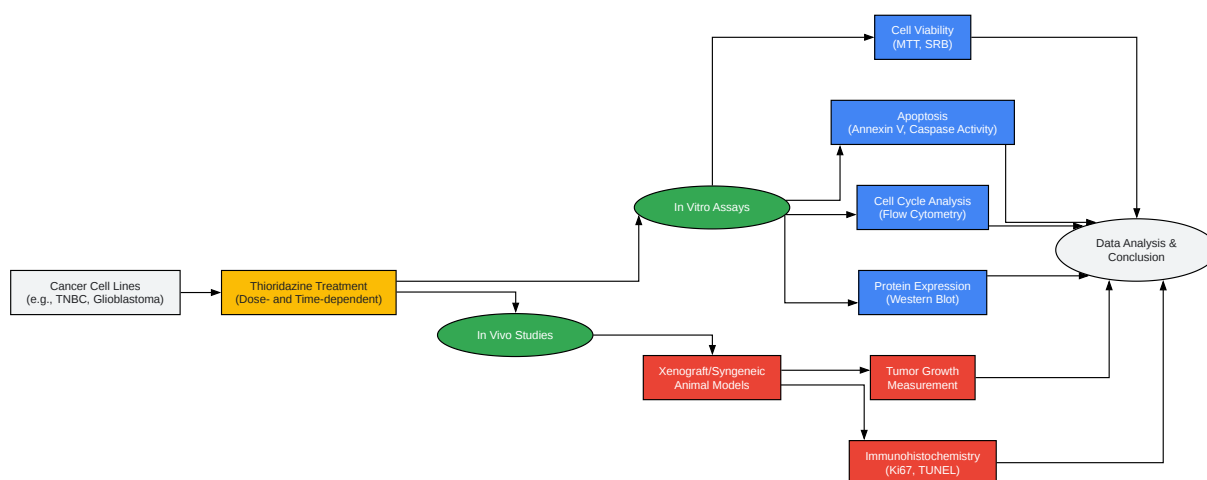 Cancer Cell Lines
(e.g., TNBC, Glioblastoma)
Thioridazine Treatment
(Dose- and Time-dependent)
In Vitro Assays
In Vivo Studies
Cell Viability
(MTT, SRB)
Apoptosis
(Annexin V, Caspase Activity)
Cell Cycle Analysis
(Flow Cytometry)
Protein Expression
(Western Blot)
Xenograft/Syngeneic
Animal Models
Tumor Growth
Measurement
Immunohistochemistry
(Ki67, TUNEL)
Data Analysis &
Conclusion